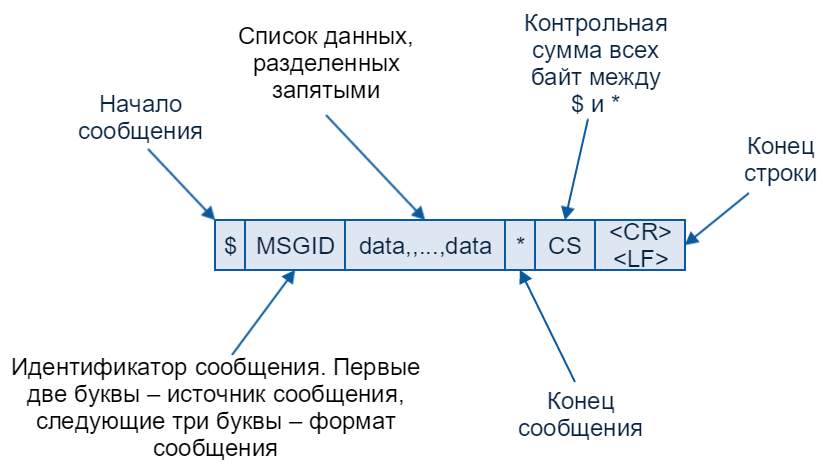 Список данных,
разделенных
запятыми
Контрольная
сумма всех
байт между
$ и *
Начало
сообщения
Конец
строки
$ MSGID data,,...,data * CS <CR>
<LF>
Идентификатор сообщения. Первые
две буквы – источник сообщения,
следующие три буквы – формат
сообщения
Конец
сообщения